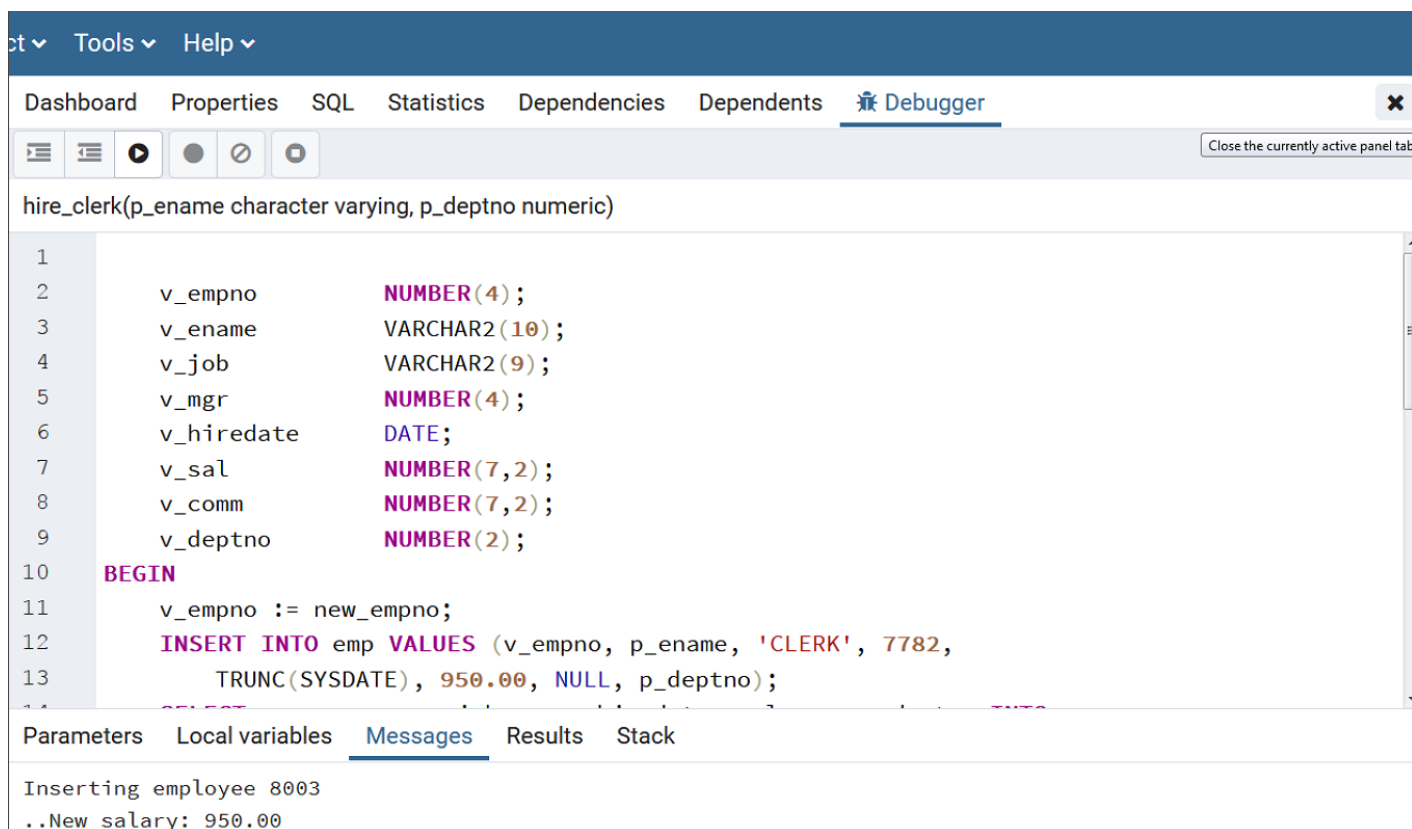 ct Tools Help
Dashboard Properties SQL Statistics Dependencies Dependents Debugger
Close the currently active panel tab
hire_clerk(p_ename character varying, p_deptno numeric)
1
2 v_empno NUMBER(4);
3 v_ename VARCHAR2(10);
4 v_job VARCHAR2(9);
5 v_mgr NUMBER(4);
6 v_hiredate DATE;
7 v_sal NUMBER(7,2);
8 v_comm NUMBER(7,2);
9 v_deptno NUMBER(2);
10 BEGIN
11 v_empno := new_empno;
12 INSERT INTO emp VALUES (v_empno, p_ename, 'CLERK', 7782,
13 TRUNC(SYSDATE), 950.00, NULL, p_deptno);
Parameters Local variables Messages Results Stack
Inserting employee 8003
..New salary: 950.00